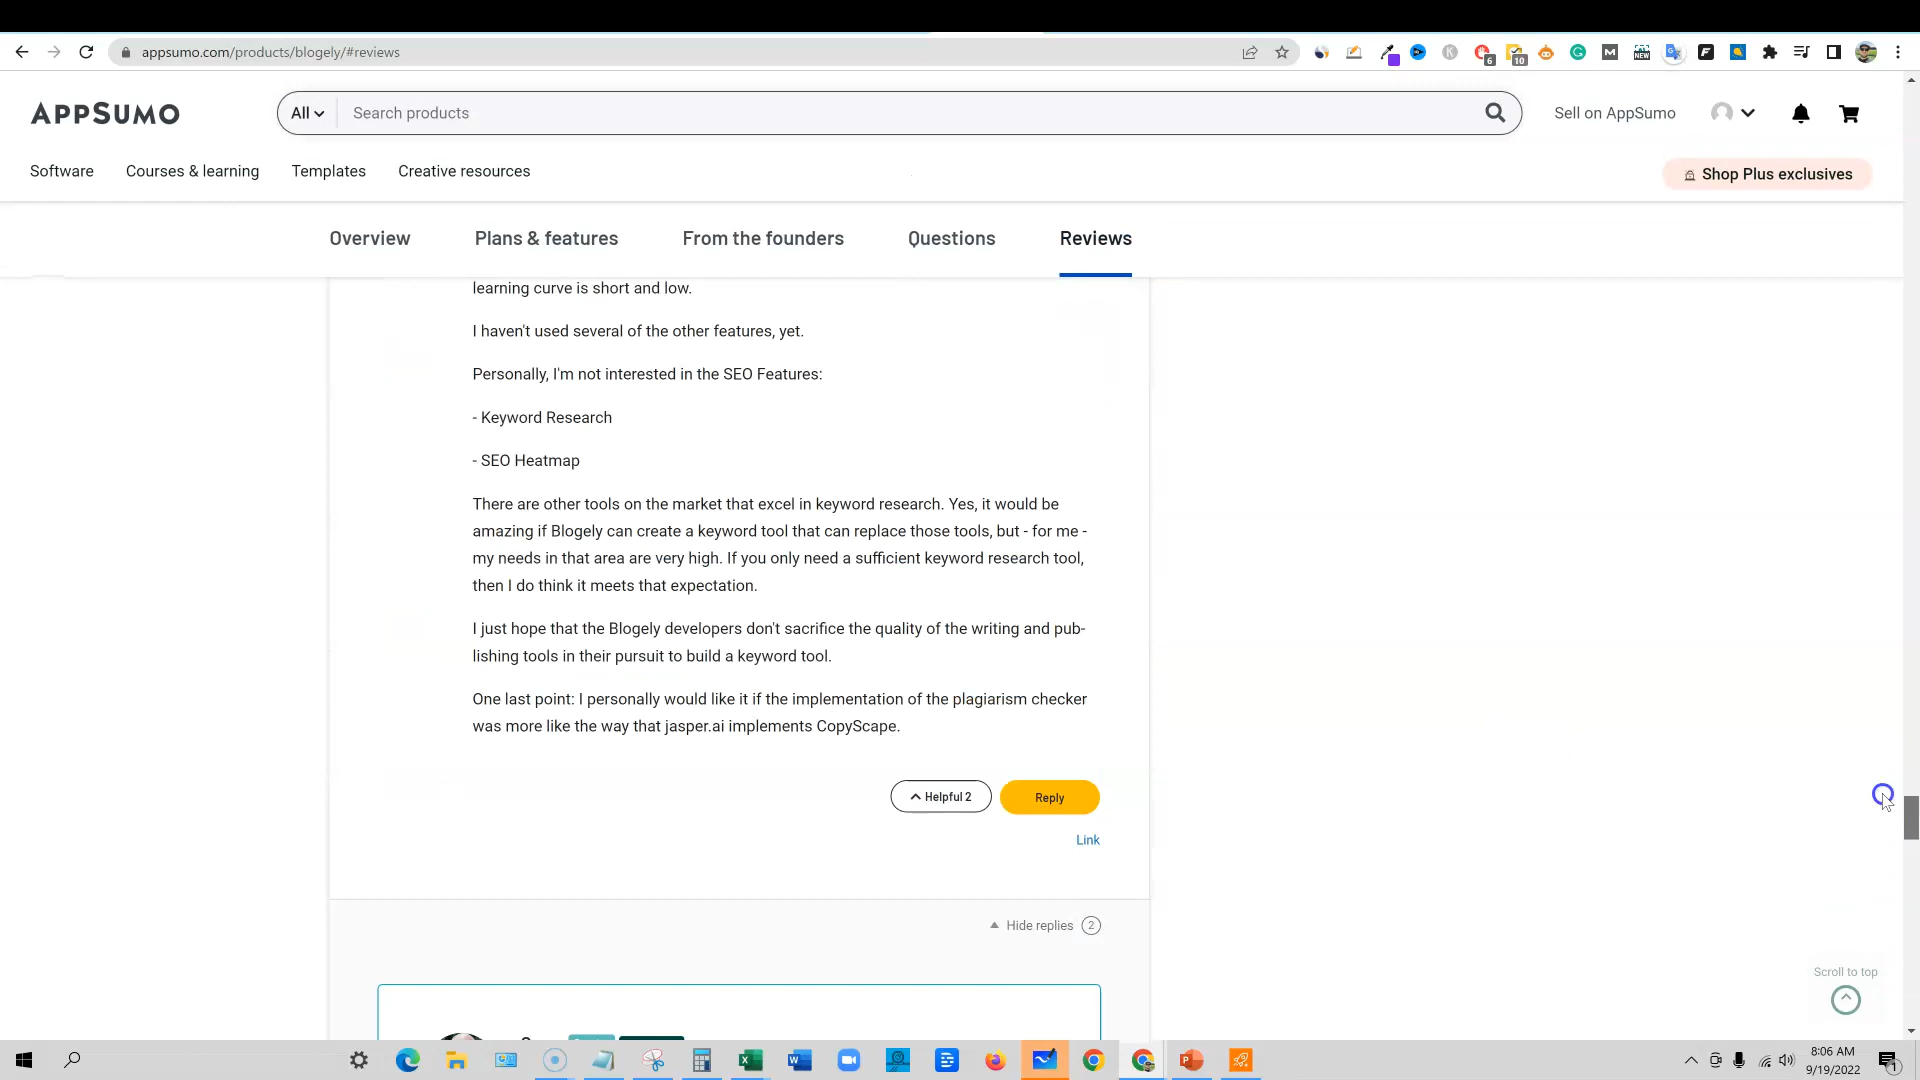 appsumo.com/products/blogely/#reviews
6
10
NEW
APPSUMO
All
Search products
Sell on AppSumo
Software
Courses & learning
Templates
Creative resources
Shop Plus exclusives
Overview
Plans & features
From the founders
Questions
Reviews
learning curve is short and low.
I haven't used several of the other features, yet.
Personally, I'm not interested in the SEO Features:
- Keyword Research
- SEO Heatmap
There are other tools on the market that excel in keyword research. Yes, it would be
amazing if Blogely can create a keyword tool that can replace those tools, but - for me -
my needs in that area are very high. If you only need a sufficient keyword research tool,
then I do think it meets that expectation.
I just hope that the Blogely developers don't sacrifice the quality of the writing and pub-
lishing tools in their pursuit to build a keyword tool.
One last point: I personally would like it if the implementation of the plagiarism checker
was more like the way that jasper.ai implements CopyScape.
Helpful 2
Reply
Link
Hide replies 2
Scroll to top
8:06 AM
9/19/2022
1